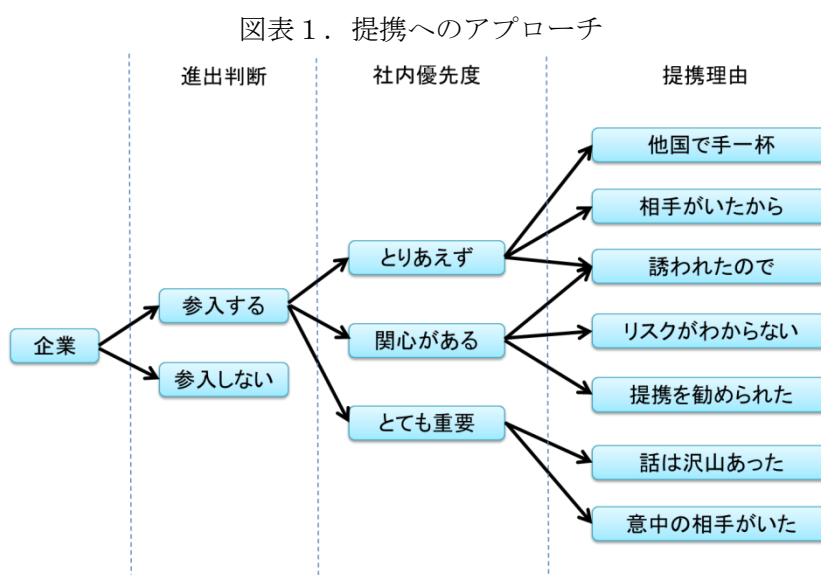 図表１．提携へのアプローチ
進出判断
社内優先度
提携理由
企業
参入する
参入しない
とりあえず
関心がある
とても重要
他国で手一杯
相手がいたから
誘われたので
リスクがわからない
提携を勧められた
話は沢山あった
意中の相手がいた